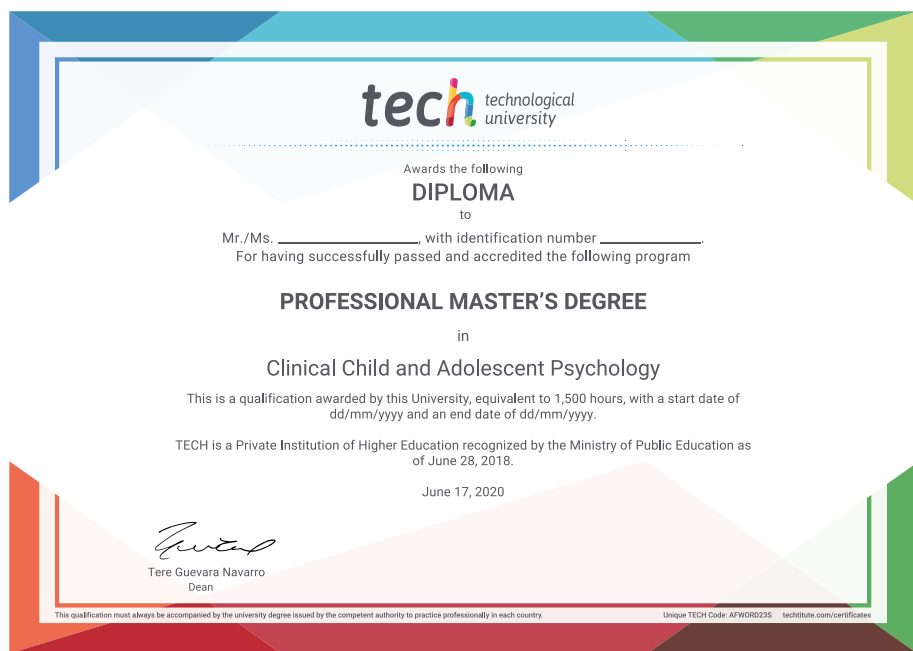 tech technological
university
Awards the following
DIPLOMA
to
Mr./Ms. ____________________, with identification number ______________.
For having successfully passed and accredited the following program
PROFESSIONAL MASTER'S DEGREE
in
Clinical Child and Adolescent Psychology
This is a qualification awarded by this University, equivalent to 1,500 hours, with a start date of
dd/mm/yyyy and an end date of dd/mm/yyyy.
TECH is a Private Institution of Higher Education recognized by the Ministry of Public Education as
of June 28, 2018.
June 17, 2020
Tere Guevara Navarro
Dean
This qualification must always be accompanied by the university degree issued by the competent authority to practice professionally in each country.
Unique TECH Code: AFWORD23S techtitute.com/certificates